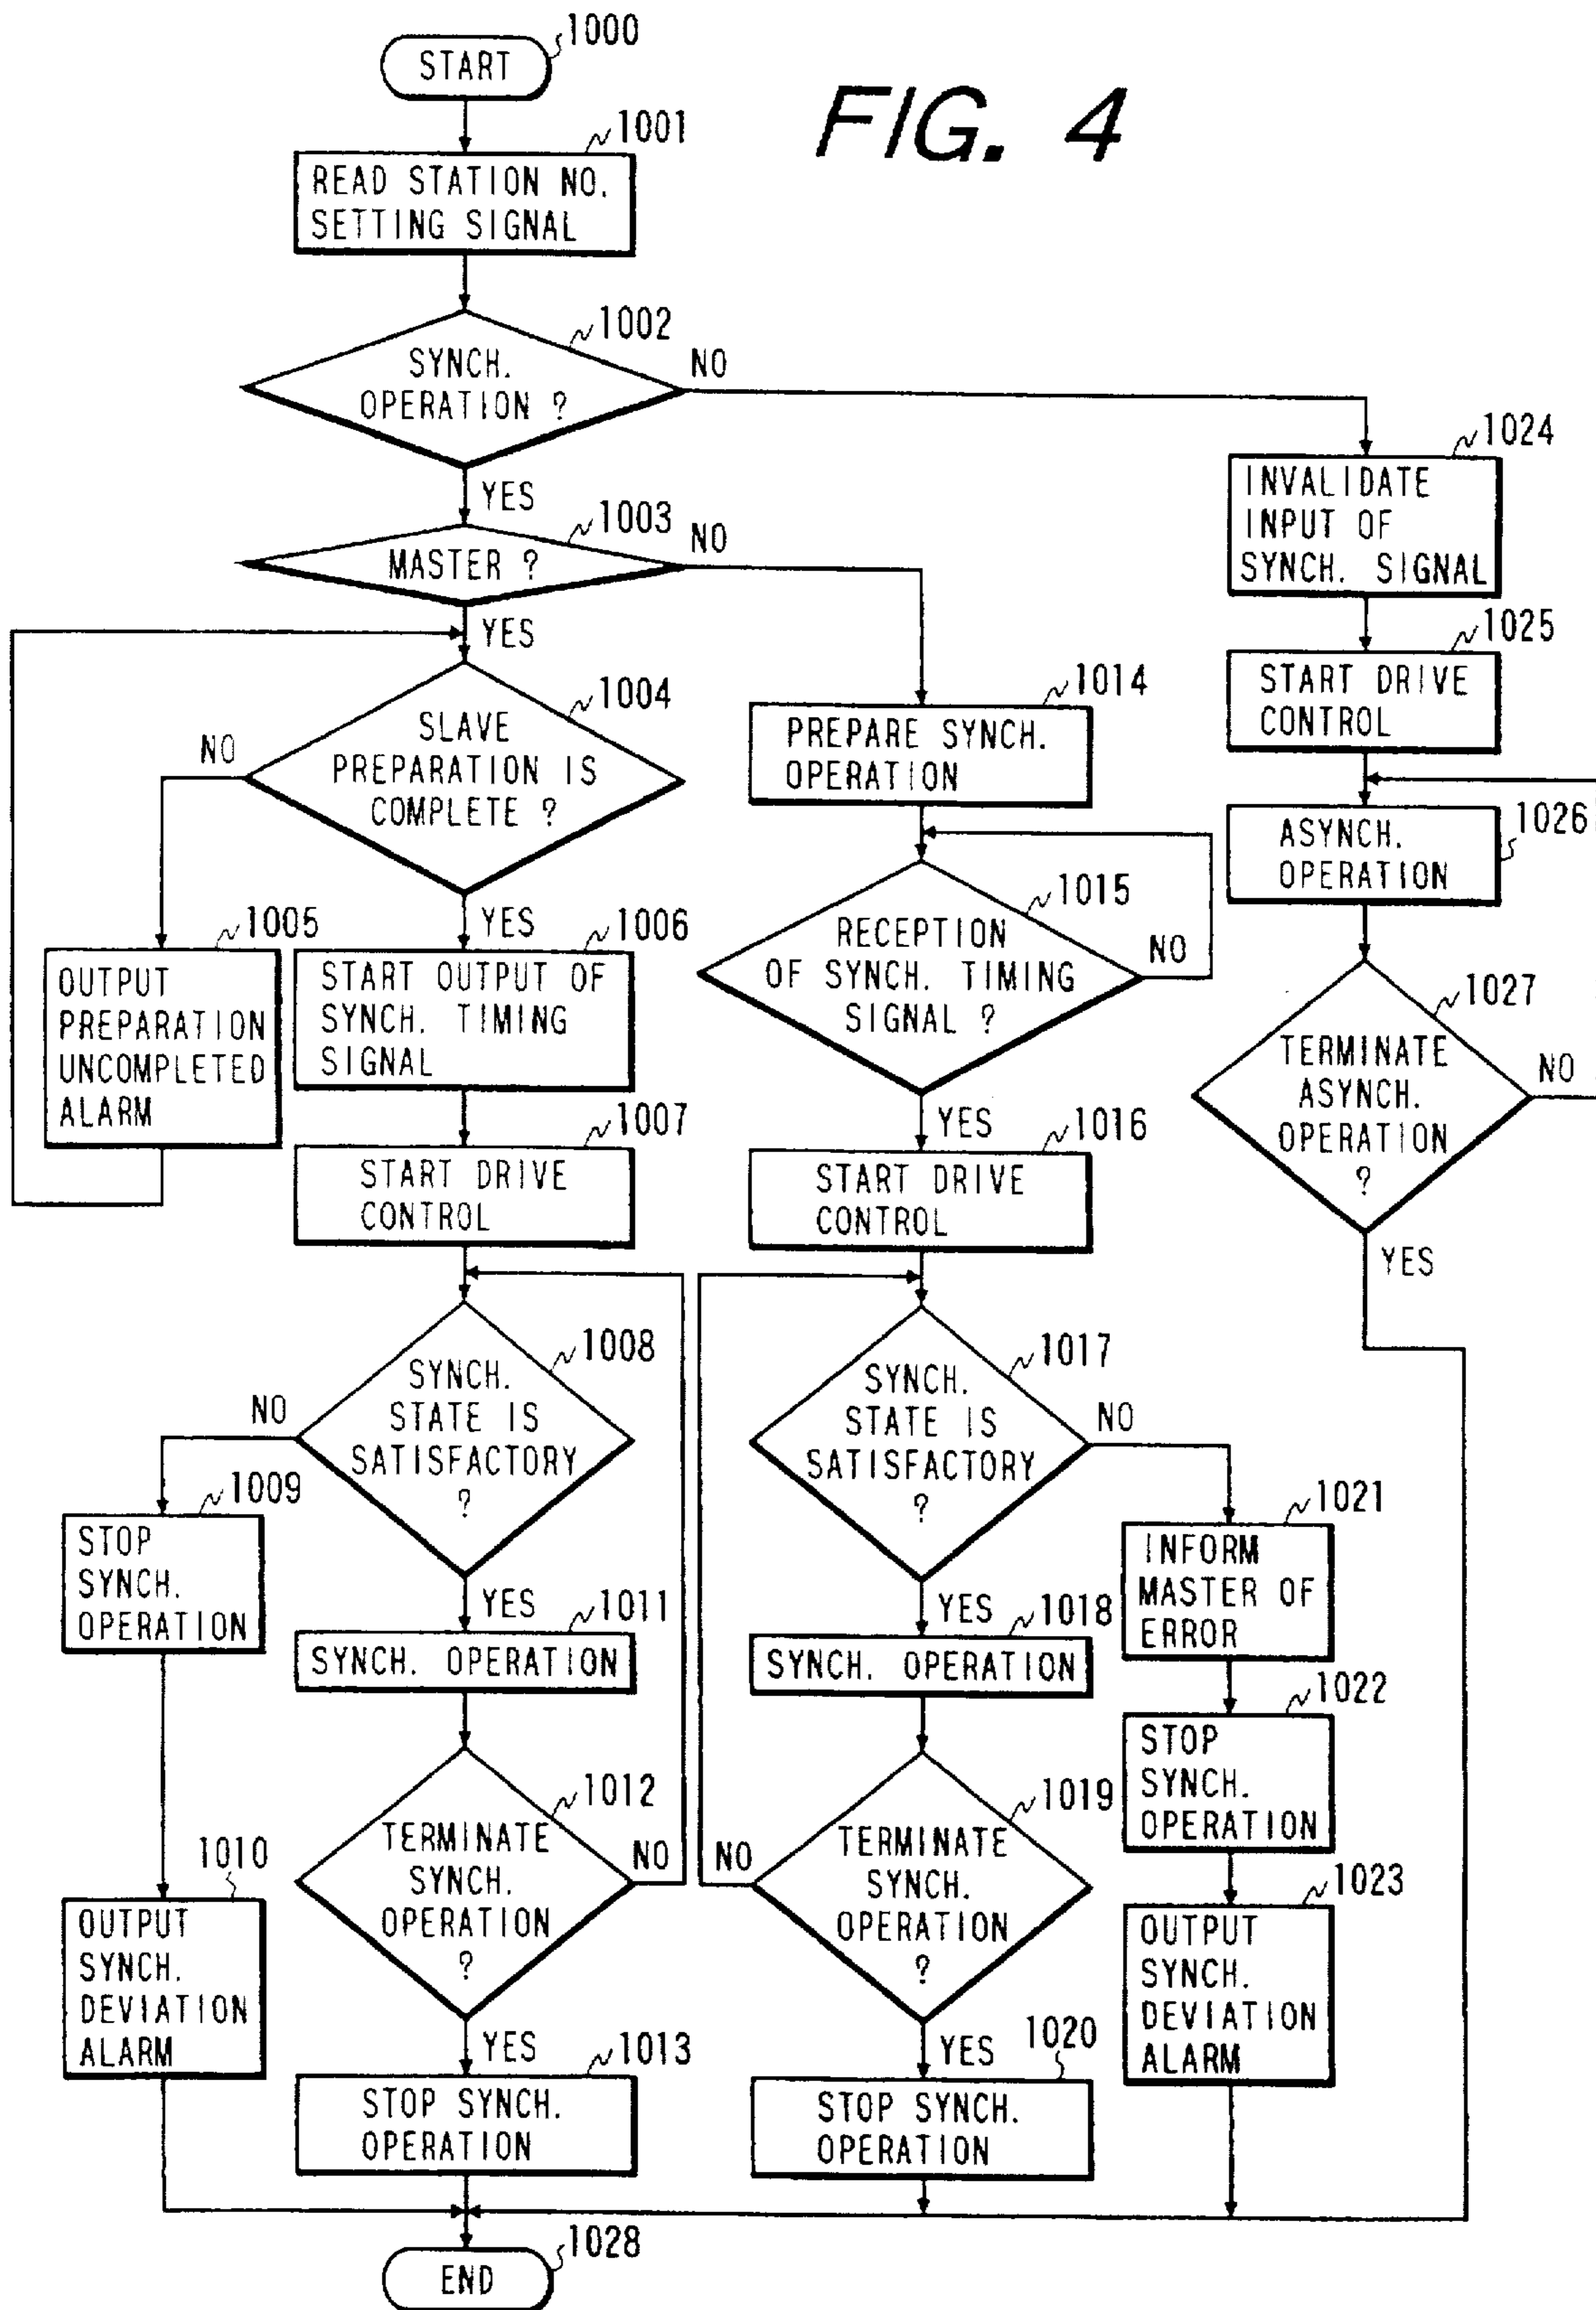 FIG. 4
1000
START
1001
READ STATION NO.
SETTING SIGNAL
1002
SYNCH.
OPERATION ?
NO
YES
1003
MASTER ?
NO
YES
1004
SLAVE
PREPARATION IS
COMPLETE ?
NO
YES
1005
OUTPUT
PREPARATION
UNCOMPLETED
ALARM
1006
START OUTPUT OF
SYNCH. TIMING
SIGNAL
1007
START DRIVE
CONTROL
1008
SYNCH.
STATE IS
SATISFACTORY
?
NO
YES
1009
STOP
SYNCH.
OPERATION
1010
OUTPUT
SYNCH.
DEVIATION
ALARM
1011
SYNCH. OPERATION
1012
TERMINATE
SYNCH.
OPERATION
?
NO
YES
1013
STOP SYNCH.
OPERATION
1014
PREPARE SYNCH.
OPERATION
1015
RECEPTION
OF SYNCH. TIMING
SIGNAL ?
NO
YES
1016
START DRIVE
CONTROL
1017
SYNCH.
STATE IS
SATISFACTORY
?
NO
YES
1018
SYNCH. OPERATION
1019
TERMINATE
SYNCH.
OPERATION
?
NO
YES
1020
STOP SYNCH.
OPERATION
1021
INFORM
MASTER OF
ERROR
1022
STOP
SYNCH.
OPERATION
1023
OUTPUT
SYNCH.
DEVIATION
ALARM
1024
INVALIDATE
INPUT OF
SYNCH. SIGNAL
1025
START DRIVE
CONTROL
1026
ASYNCH.
OPERATION
1027
TERMINATE
ASYNCH.
OPERATION
?
NO
YES
1028
END